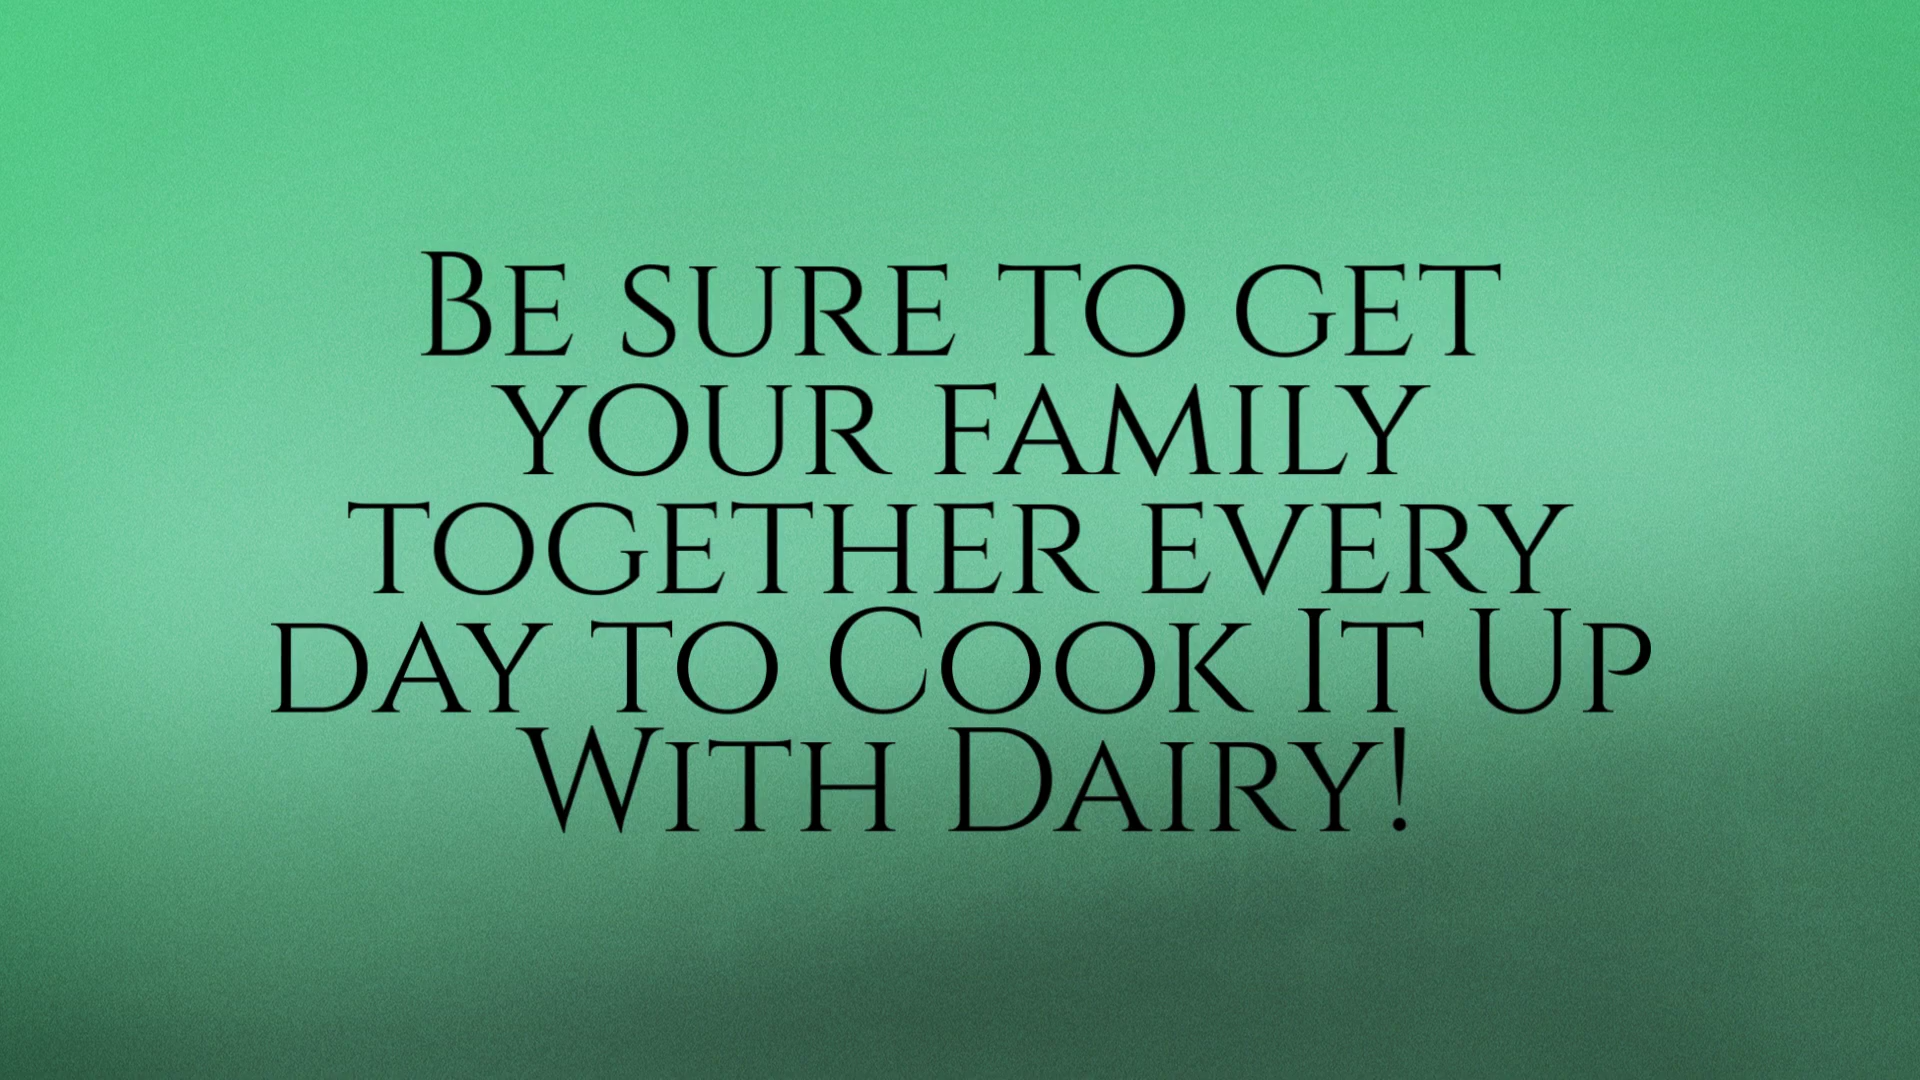 Be sure to get
your family
together every
day to Cook It Up
With Dairy!